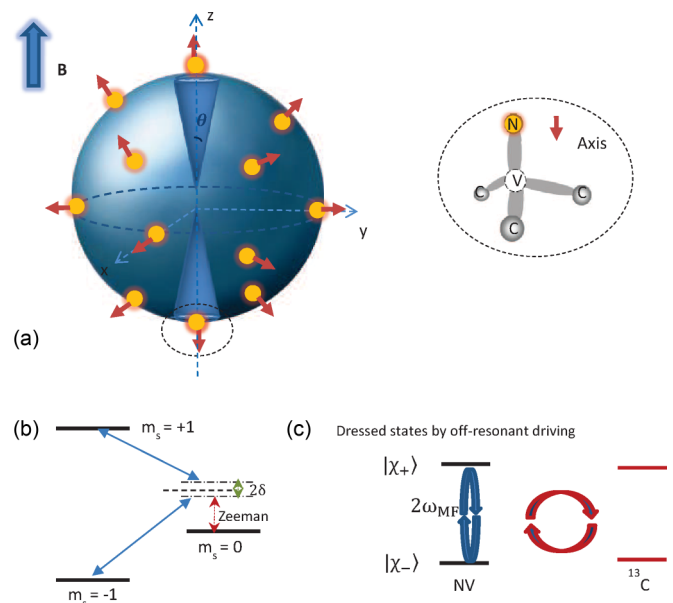 z
B
θ
N
Axis
V
C
C
C
y
x
(a)
(b)
m_s = +1
2δ
Zeeman
m_s = 0
m_s = -1
(c)
Dressed states by off-resonant driving
|χ₊⟩
2ω_MF
|χ₋⟩
NV
¹³C